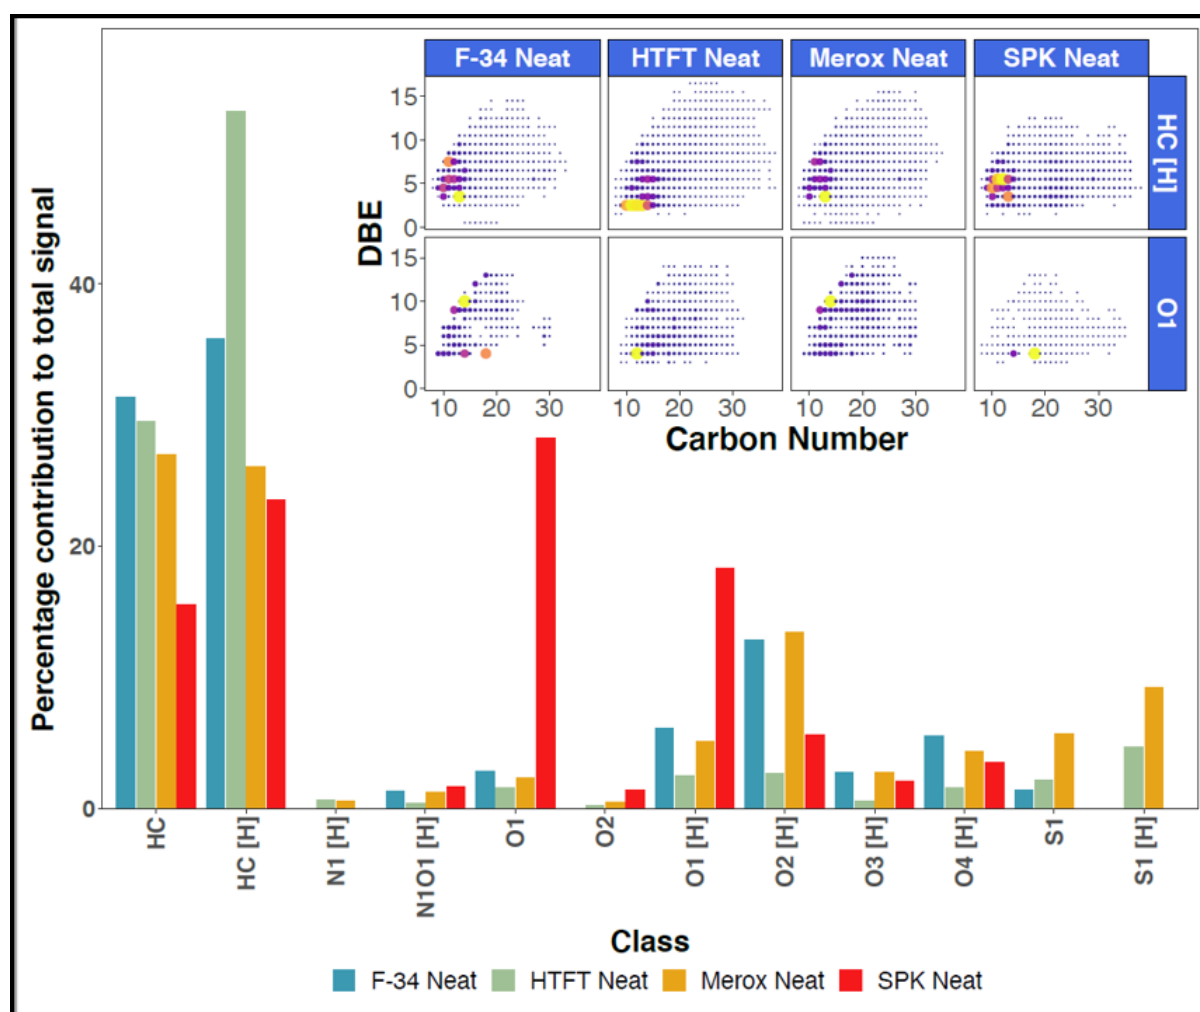 F-34 Neat HTFT Neat Merox Neat SPK Neat
15
10
5
0
HC [H]
15
10
5
0
O1
DBE
10 20 30 10 20 30 10 20 30 10 20 30
Carbon Number
Percentage contribution to total signal
40
20
0
HC HC [H] N1 [H] N1O1 [H] O1 O2 O1 [H] O2 [H] O3 [H] O4 [H] S1 S1 [H]
Class
F-34 Neat HTFT Neat Merox Neat SPK Neat